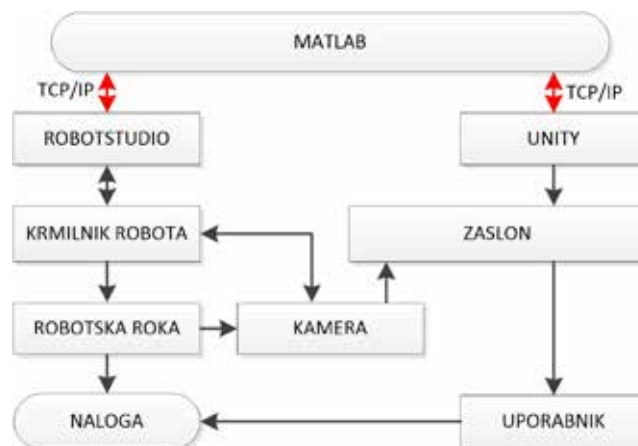 MATLAB
TCP/IP
TCP/IP
ROBOTSTUDIO
UNITY
KRMILNIK ROBOTA
ZASLON
ROBOTSKA ROKA
KAMERA
NALOGA
UPORABNIK